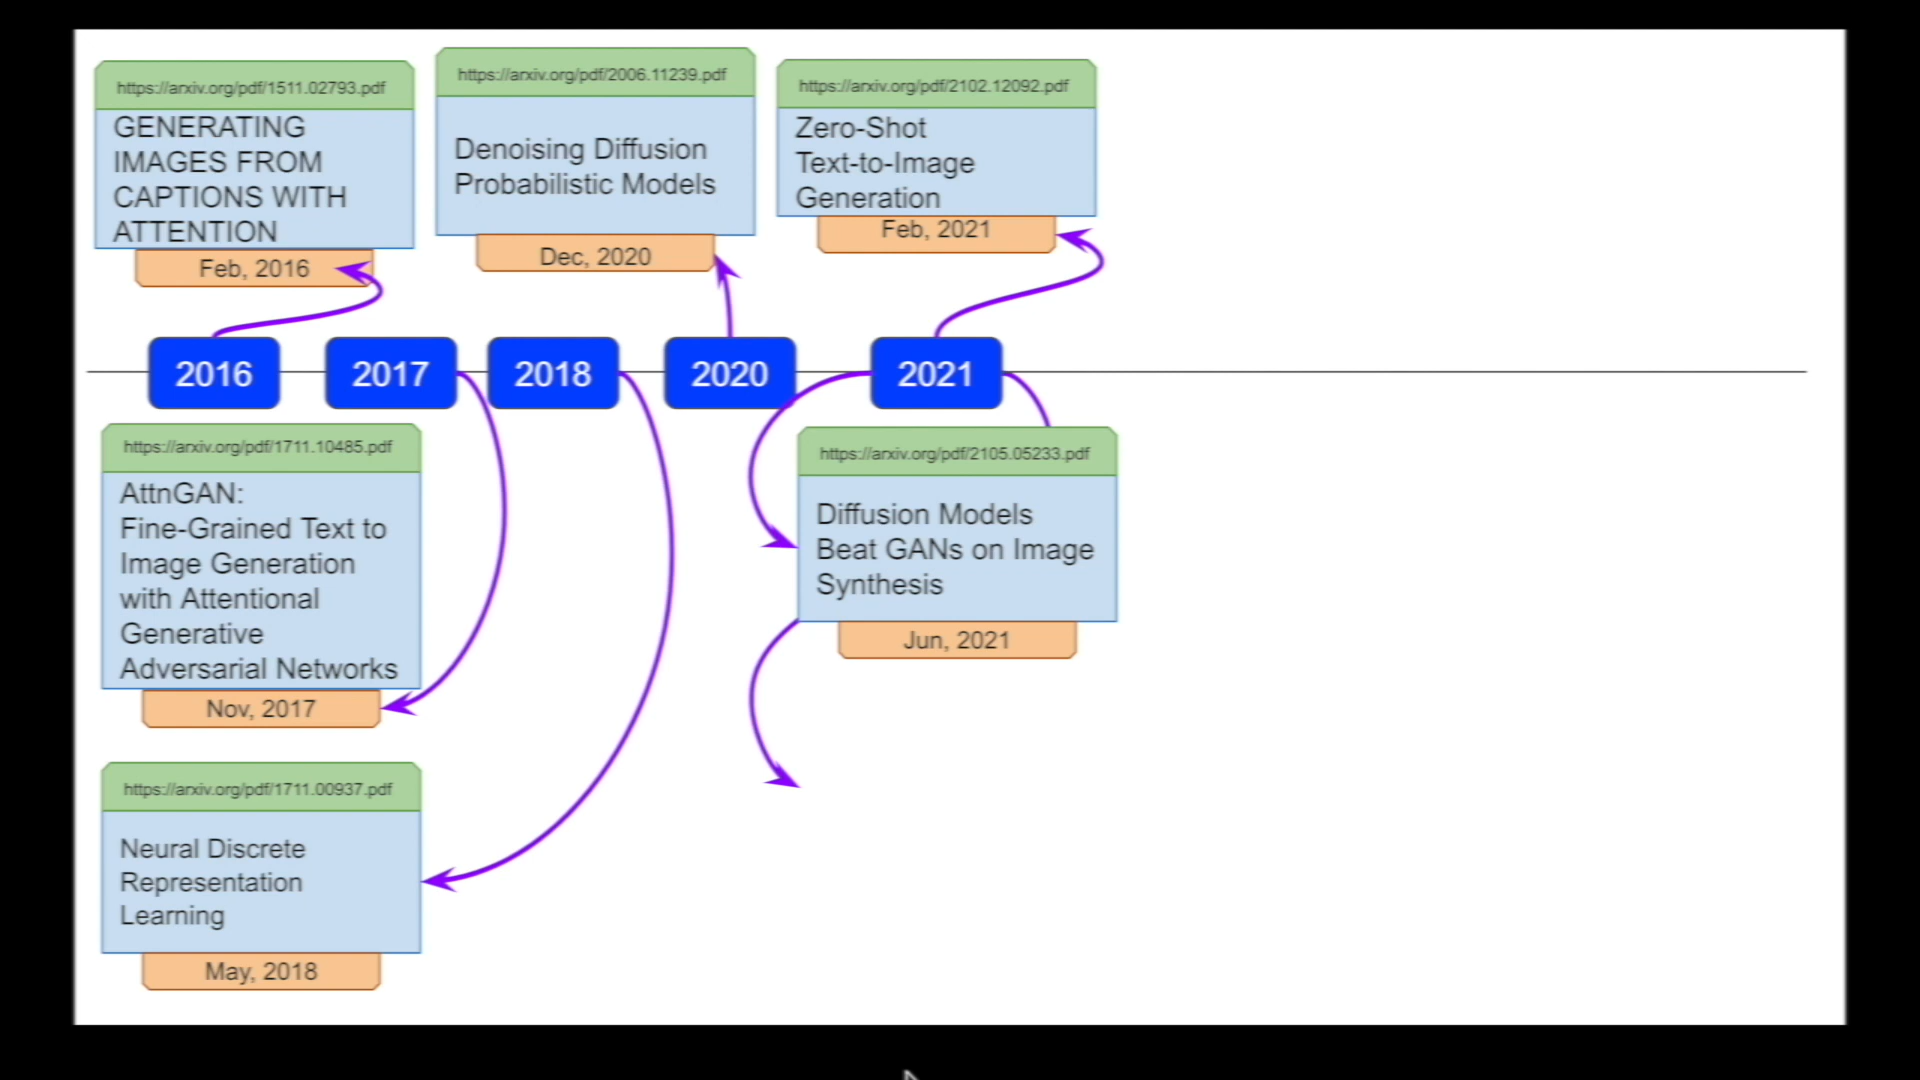 https://arxiv.org/pdf/1511.02793.pdf
GENERATING
IMAGES FROM
CAPTIONS WITH
ATTENTION
Feb, 2016
https://arxiv.org/pdf/2006.11239.pdf
Denoising Diffusion
Probabilistic Models
Dec, 2020
https://arxiv.org/pdf/2102.12092.pdf
Zero-Shot
Text-to-Image
Generation
Feb, 2021
2016
2017
2018
2020
2021
https://arxiv.org/pdf/1711.10485.pdf
AttnGAN:
Fine-Grained Text to
Image Generation
with Attentional
Generative
Adversarial Networks
Nov, 2017
https://arxiv.org/pdf/2105.05233.pdf
Diffusion Models
Beat GANs on Image
Synthesis
Jun, 2021
https://arxiv.org/pdf/1711.00937.pdf
Neural Discrete
Representation
Learning
May, 2018